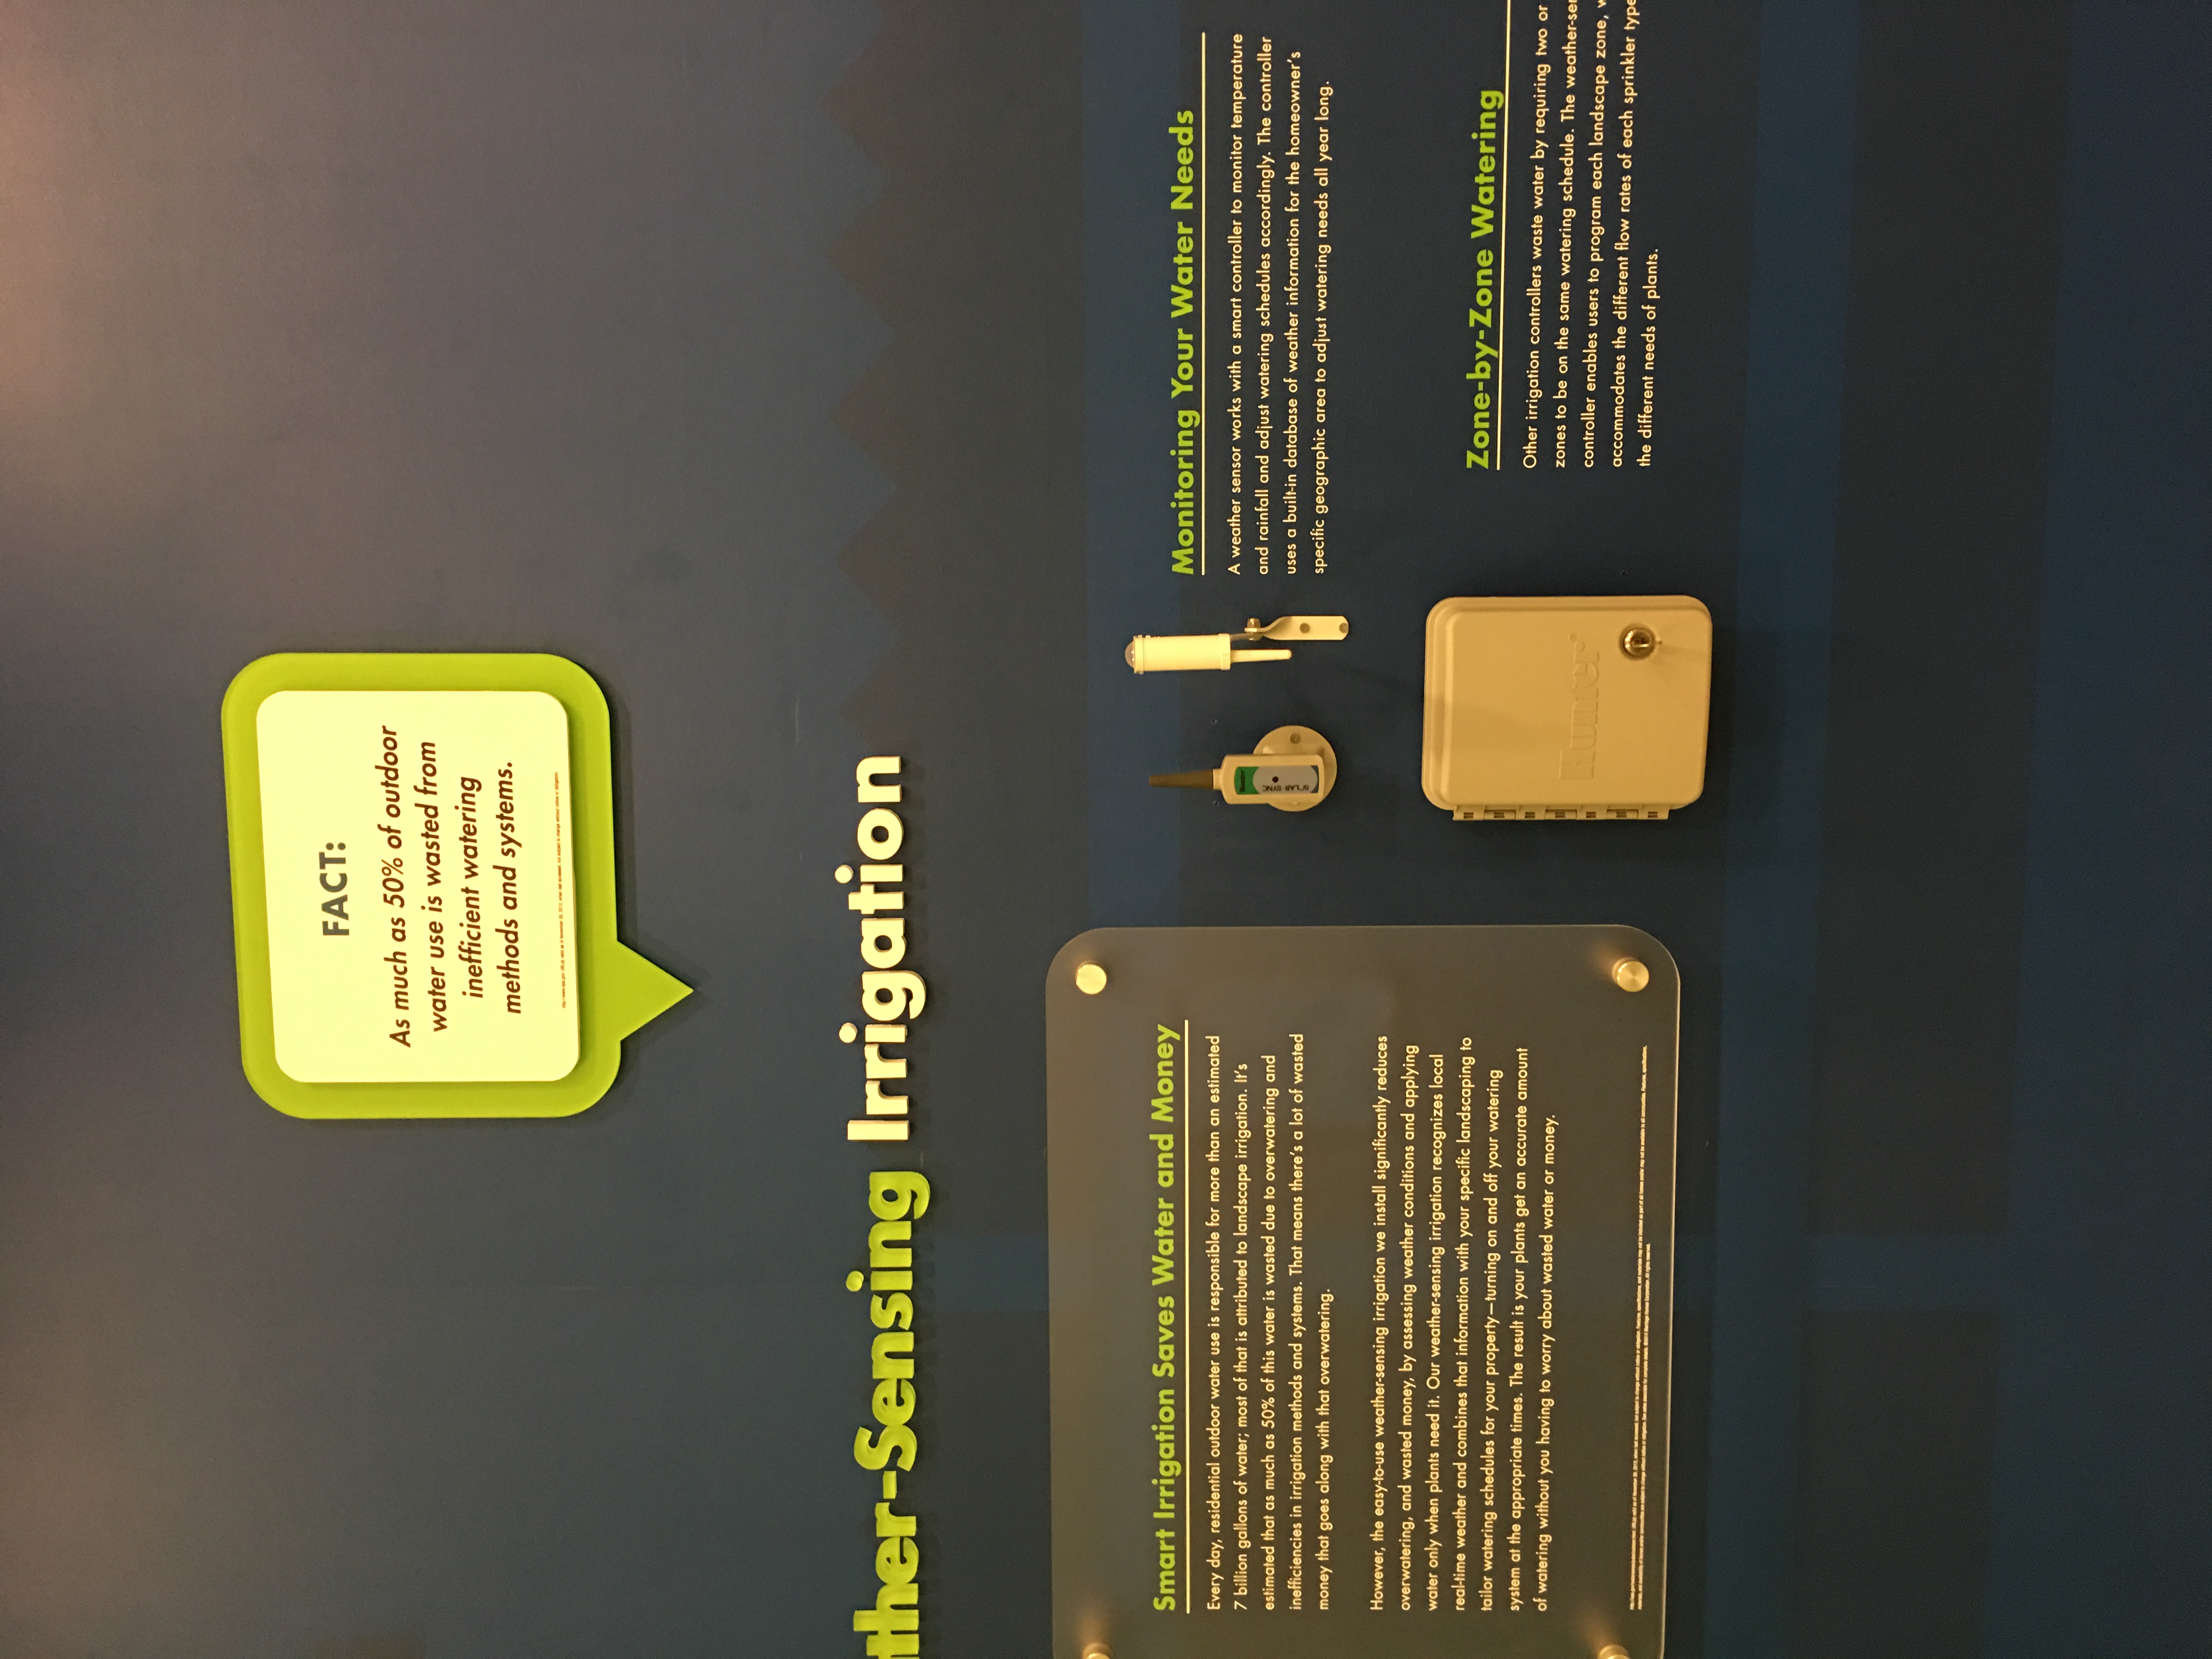 FACT:
As much as 50% of outdoor
water use is wasted from
inefficient watering
methods and systems.
ther-Sensing Irrigation
Smart Irrigation Saves Water and Money
Every day, residential outdoor water use is responsible for more than an estimated
7 billion gallons of water; most of that is attributed to landscape irrigation. It's
estimated that as much as 50% of this water is wasted due to overwatering and
inefficiencies in irrigation methods and systems. That means there's a lot of wasted
money that goes along with that overwatering.
However, the easy-to-use weather-sensing irrigation we install significantly reduces
overwatering, and wasted money, by assessing weather conditions and applying
water only when plants need it. Our weather-sensing irrigation recognizes local
real-time weather and combines that information with your specific landscaping to
tailor watering schedules for your property—turning on and off your watering
system at the appropriate times. The result is your plants get an accurate amount
of watering without you having to worry about wasted water or money.
Hunter
SOLAR SYNC
Monitoring Your Water Needs
A weather sensor works with a smart controller to monitor temperature
and rainfall and adjust watering schedules accordingly. The controller
uses a built-in database of weather information for the homeowner's
specific geographic area to adjust watering needs all year long.
Hunter
Zone-by-Zone Watering
Other irrigation controllers waste water by requiring two or
zones to be on the same watering schedule. The weather-ser
controller enables users to program each landscape zone, w
accommodates the different flow rates of each sprinkler type
the different needs of plants.